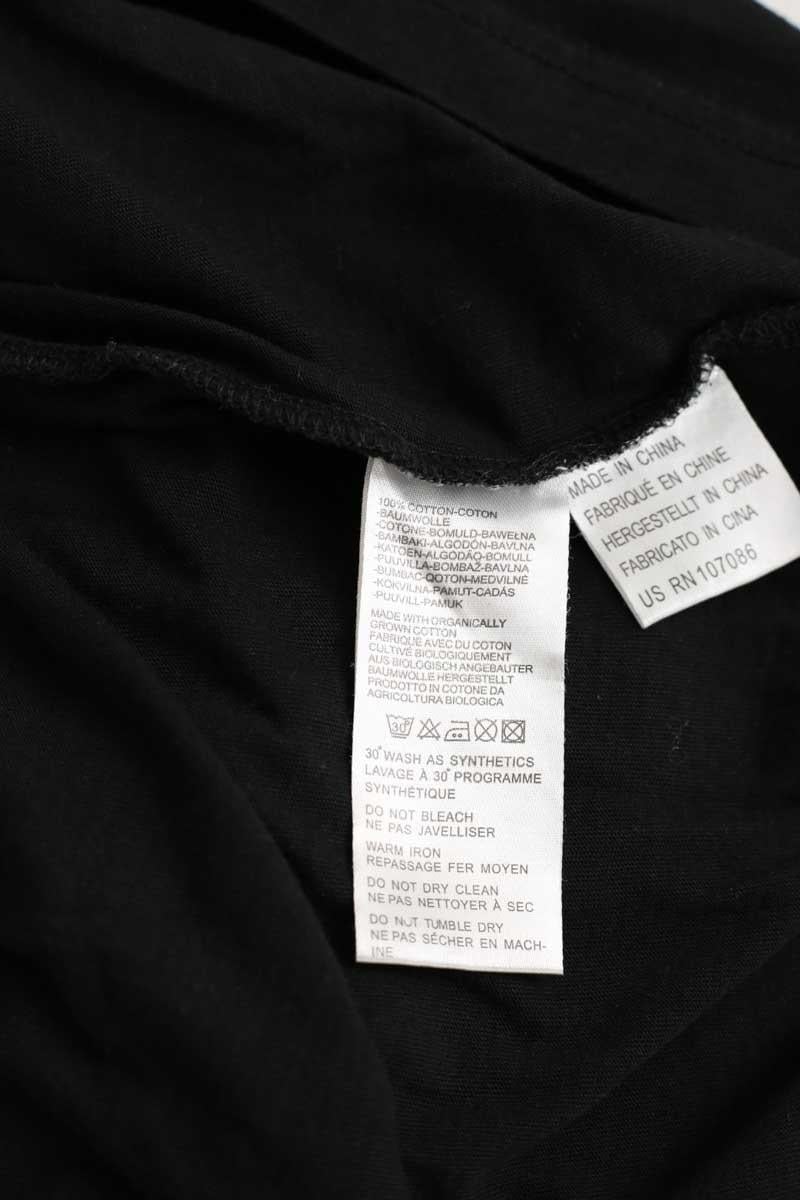 100% COTTON-COTON
-BAUMWOLLE
-COTONE-BOMULD-BAWEŁNA
-BAMBAKI-ALGODÓN-BAVLNA
-KATOEN-ALGODÃO-BOMULL
-PUUVILLA-BOMBAŽ-BAVLNA
-BUMBAC-QOTON-MEDVILNĖ
-KOKVILNA-PAMUT-CADÁS
-PUUVILL-PAMUK
MADE WITH ORGANICALLY
GROWN COTTON
FABRIQUÉ AVEC DU COTON
CULTIVÉ BIOLOGIQUEMENT
AUS BIOLOGISCH ANGEBAUTER
BAUMWOLLE HERGESTELLT
PRODOTTO IN COTONE DA
AGRICOLTURA BIOLOGICA
30°
30° WASH AS SYNTHETICS
LAVAGE À 30° PROGRAMME
SYNTHÉTIQUE
DO NOT BLEACH
NE PAS JAVELLISER
WARM IRON
REPASSAGE FER MOYEN
DO NOT DRY CLEAN
NE PAS NETTOYER À SEC
DO NOT TUMBLE DRY
NE PAS SÉCHER EN MACH-
INE
MADE IN CHINA
FABRIQUÉ EN CHINE
HERGESTELLT IN CHINA
FABRICATO IN CINA
US RN107086